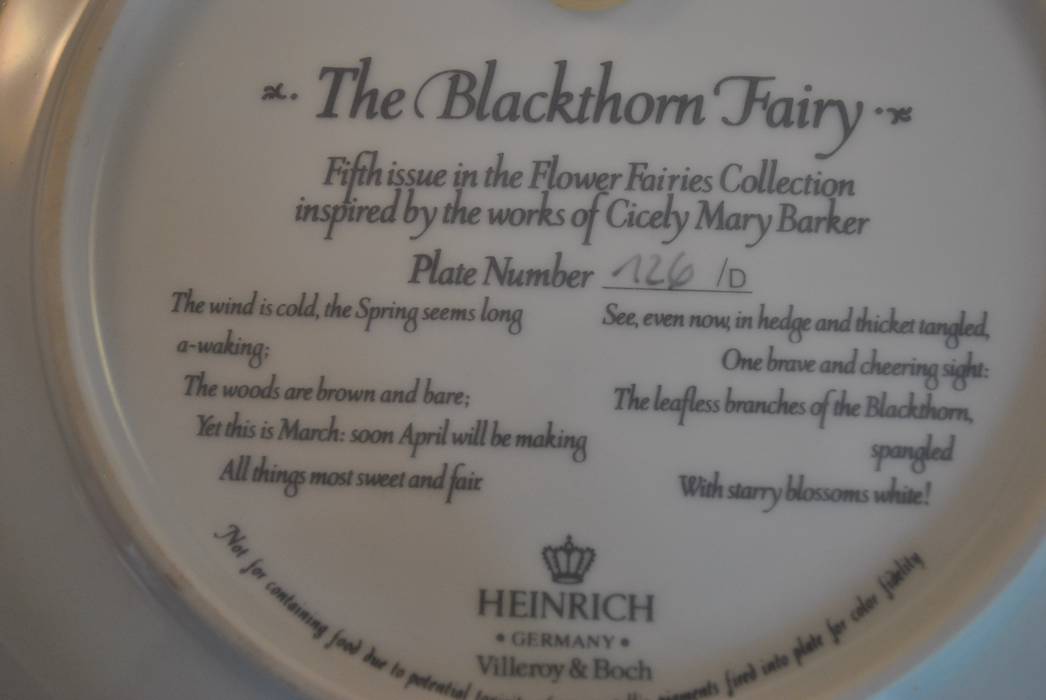 The Blackthorn Fairy
Fifth issue in the Flower Fairies Collection
inspired by the works of Cicely Mary Barker
Plate Number 126 /D
The wind is cold, the Spring seems long
a-waking;
The woods are brown and bare;
Yet this is March: soon April will be making
All things most sweet and fair.
See, even now, in hedge and thicket tangled,
One brave and cheering sight:
The leafless branches of the Blackthorn,
spangled
With starry blossoms white!
HEINRICH
• GERMANY •
Villeroy & Boch
Not for containing food due to potential pigments fired into plate for color fidelity